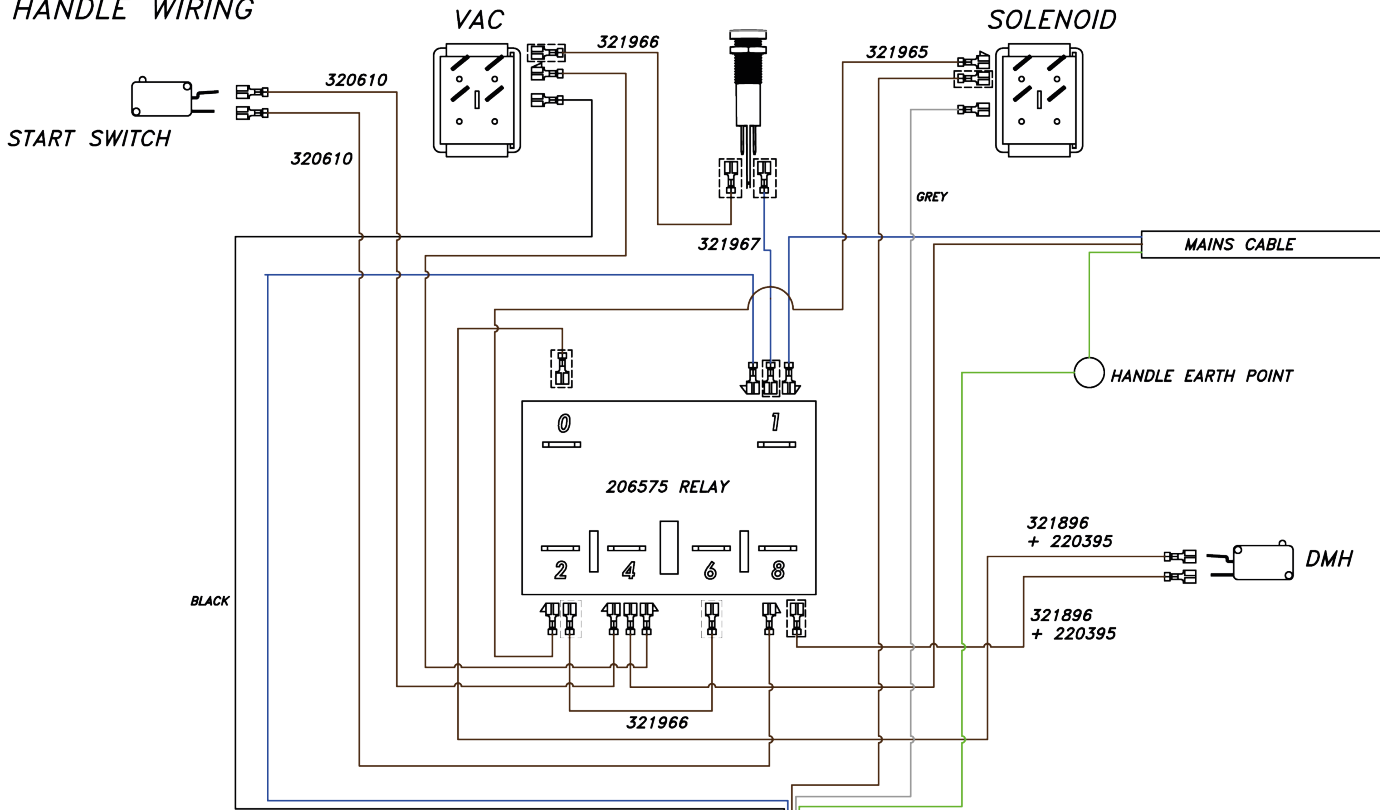 HANDLE WIRING
VAC
SOLENOID
321966
321965
320610
START SWITCH
320610
GREY
321967
MAINS CABLE
HANDLE EARTH POINT
0
1
206575 RELAY
321896
+ 220395
DMH
2
4
6
8
BLACK
321896
+ 220395
321966